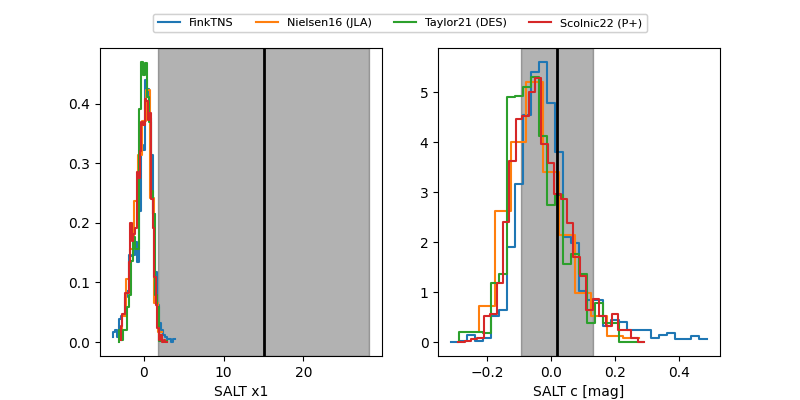 FinkTNS Nielsen16 (JLA) Taylor21 (DES) Scolnic22 (P+)
0.4
0.3
0.2
0.1
0.0
0 10 20
SALT x1
5
4
3
2
1
0
−0.2 0.0 0.2 0.4
SALT c [mag]